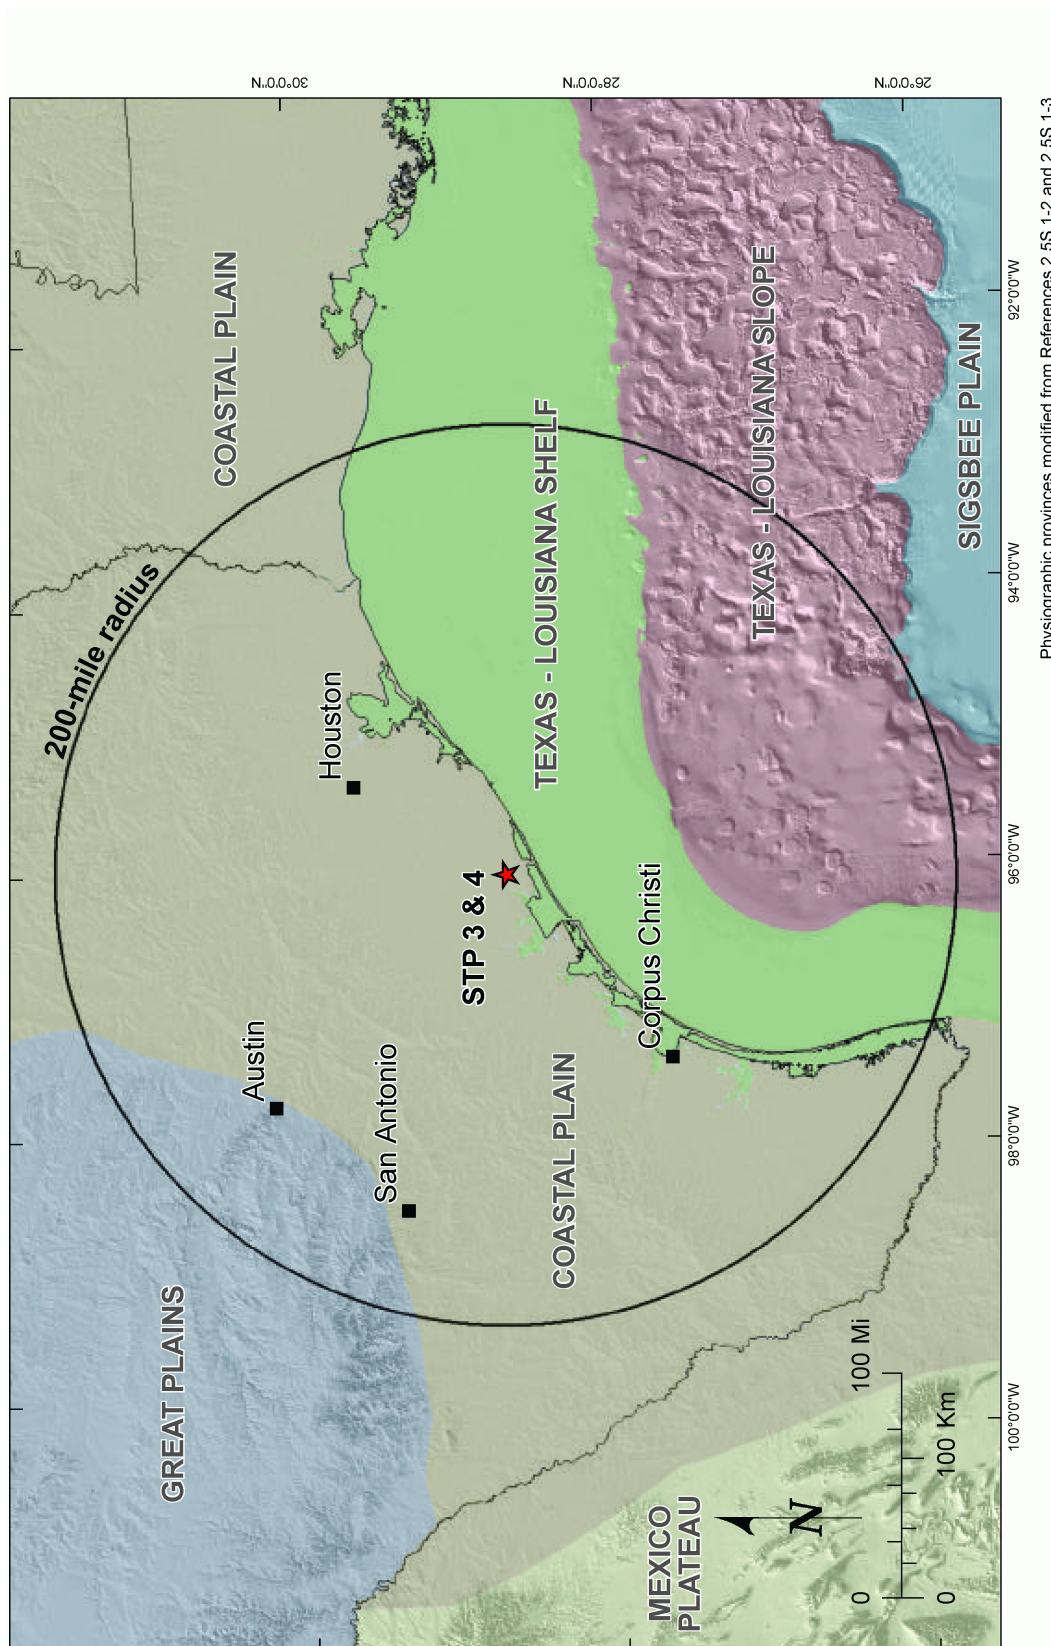 30°0'0"N
28°0'0"N
26°0'0"N
COASTAL PLAIN
200-mile radius
Houston
TEXAS - LOUISIANA SHELF
TEXAS - LOUISIANA SLOPE
SIGSBEE PLAIN
92°0'0"W
94°0'0"W
96°0'0"W
98°0'0"W
100°0'0"W
STP 3 & 4
Corpus Christi
Austin
San Antonio
COASTAL PLAIN
GREAT PLAINS
MEXICO
PLATEAU
N
0
100 Mi
0
100 Km
Physiographic provinces modified from References 2.5S 1-2 and 2.5S 1-3